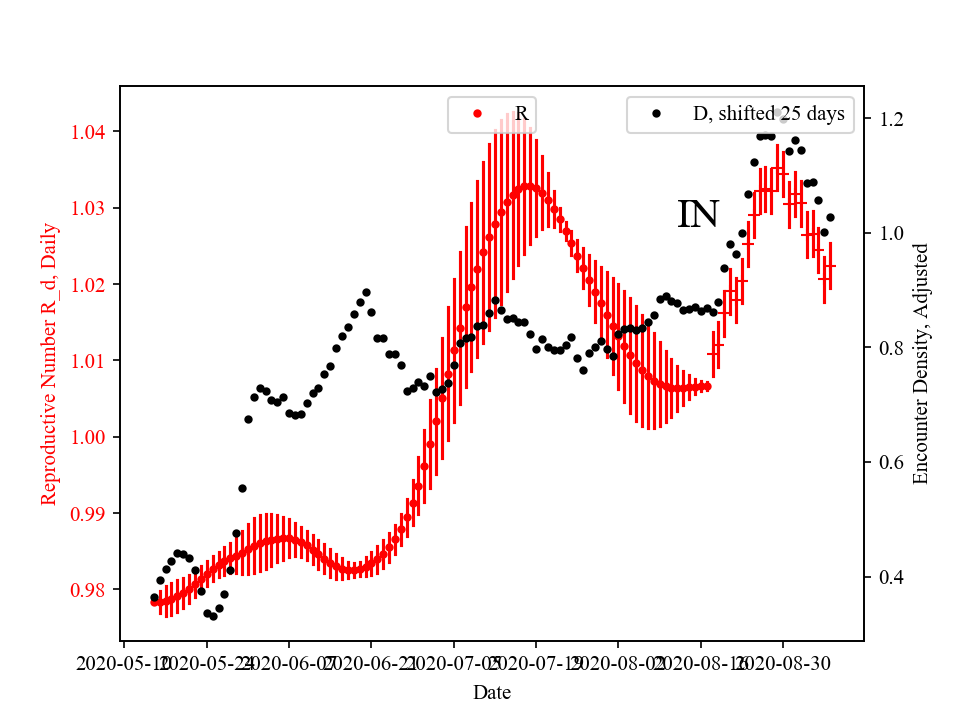 R
D, shifted 25 days
IN
Reproductive Number R_d, Daily
1.04
1.03
1.02
1.01
1.00
0.99
0.98
1.2
1.0
0.8
0.6
0.4
Encounter Density, Adjusted
2020-05-10 2020-05-24 2020-06-07 2020-06-21 2020-07-05 2020-07-19 2020-08-02 2020-08-16 2020-08-30
Date